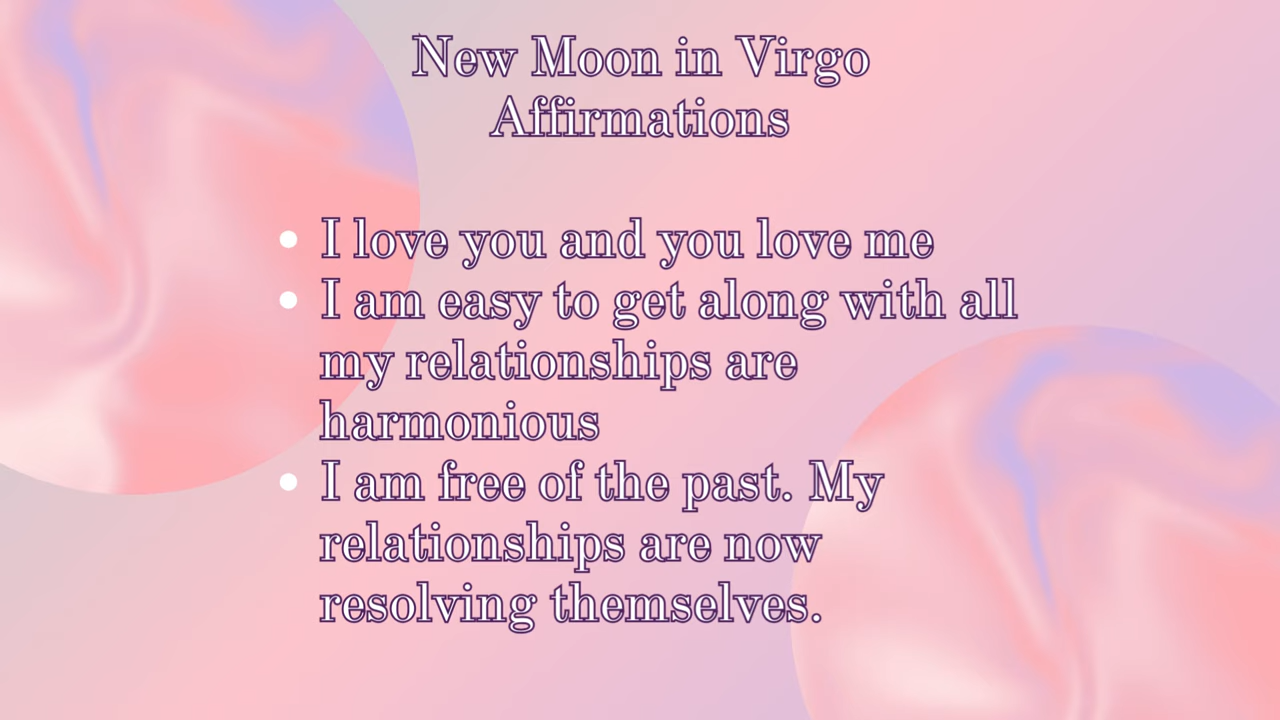 New Moon in Virgo
Affirmations
• I love you and you love me
• I am easy to get along with all
my relationships are
harmonious
• I am free of the past. My
relationships are now
resolving themselves.